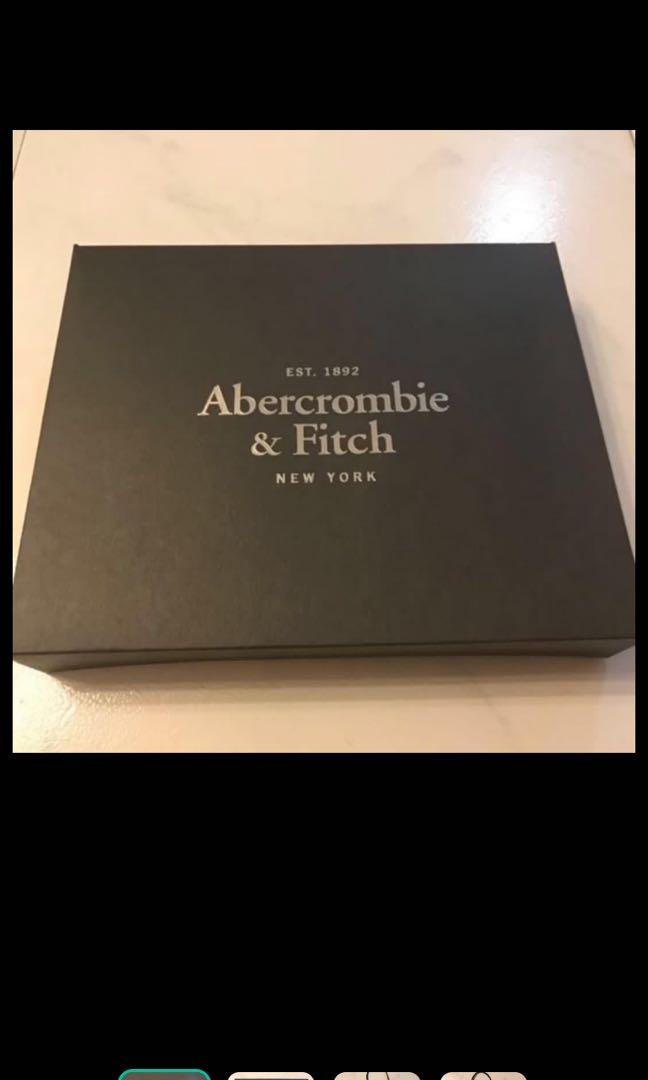 EST. 1892
Abercrombie
& Fitch
NEW YORK